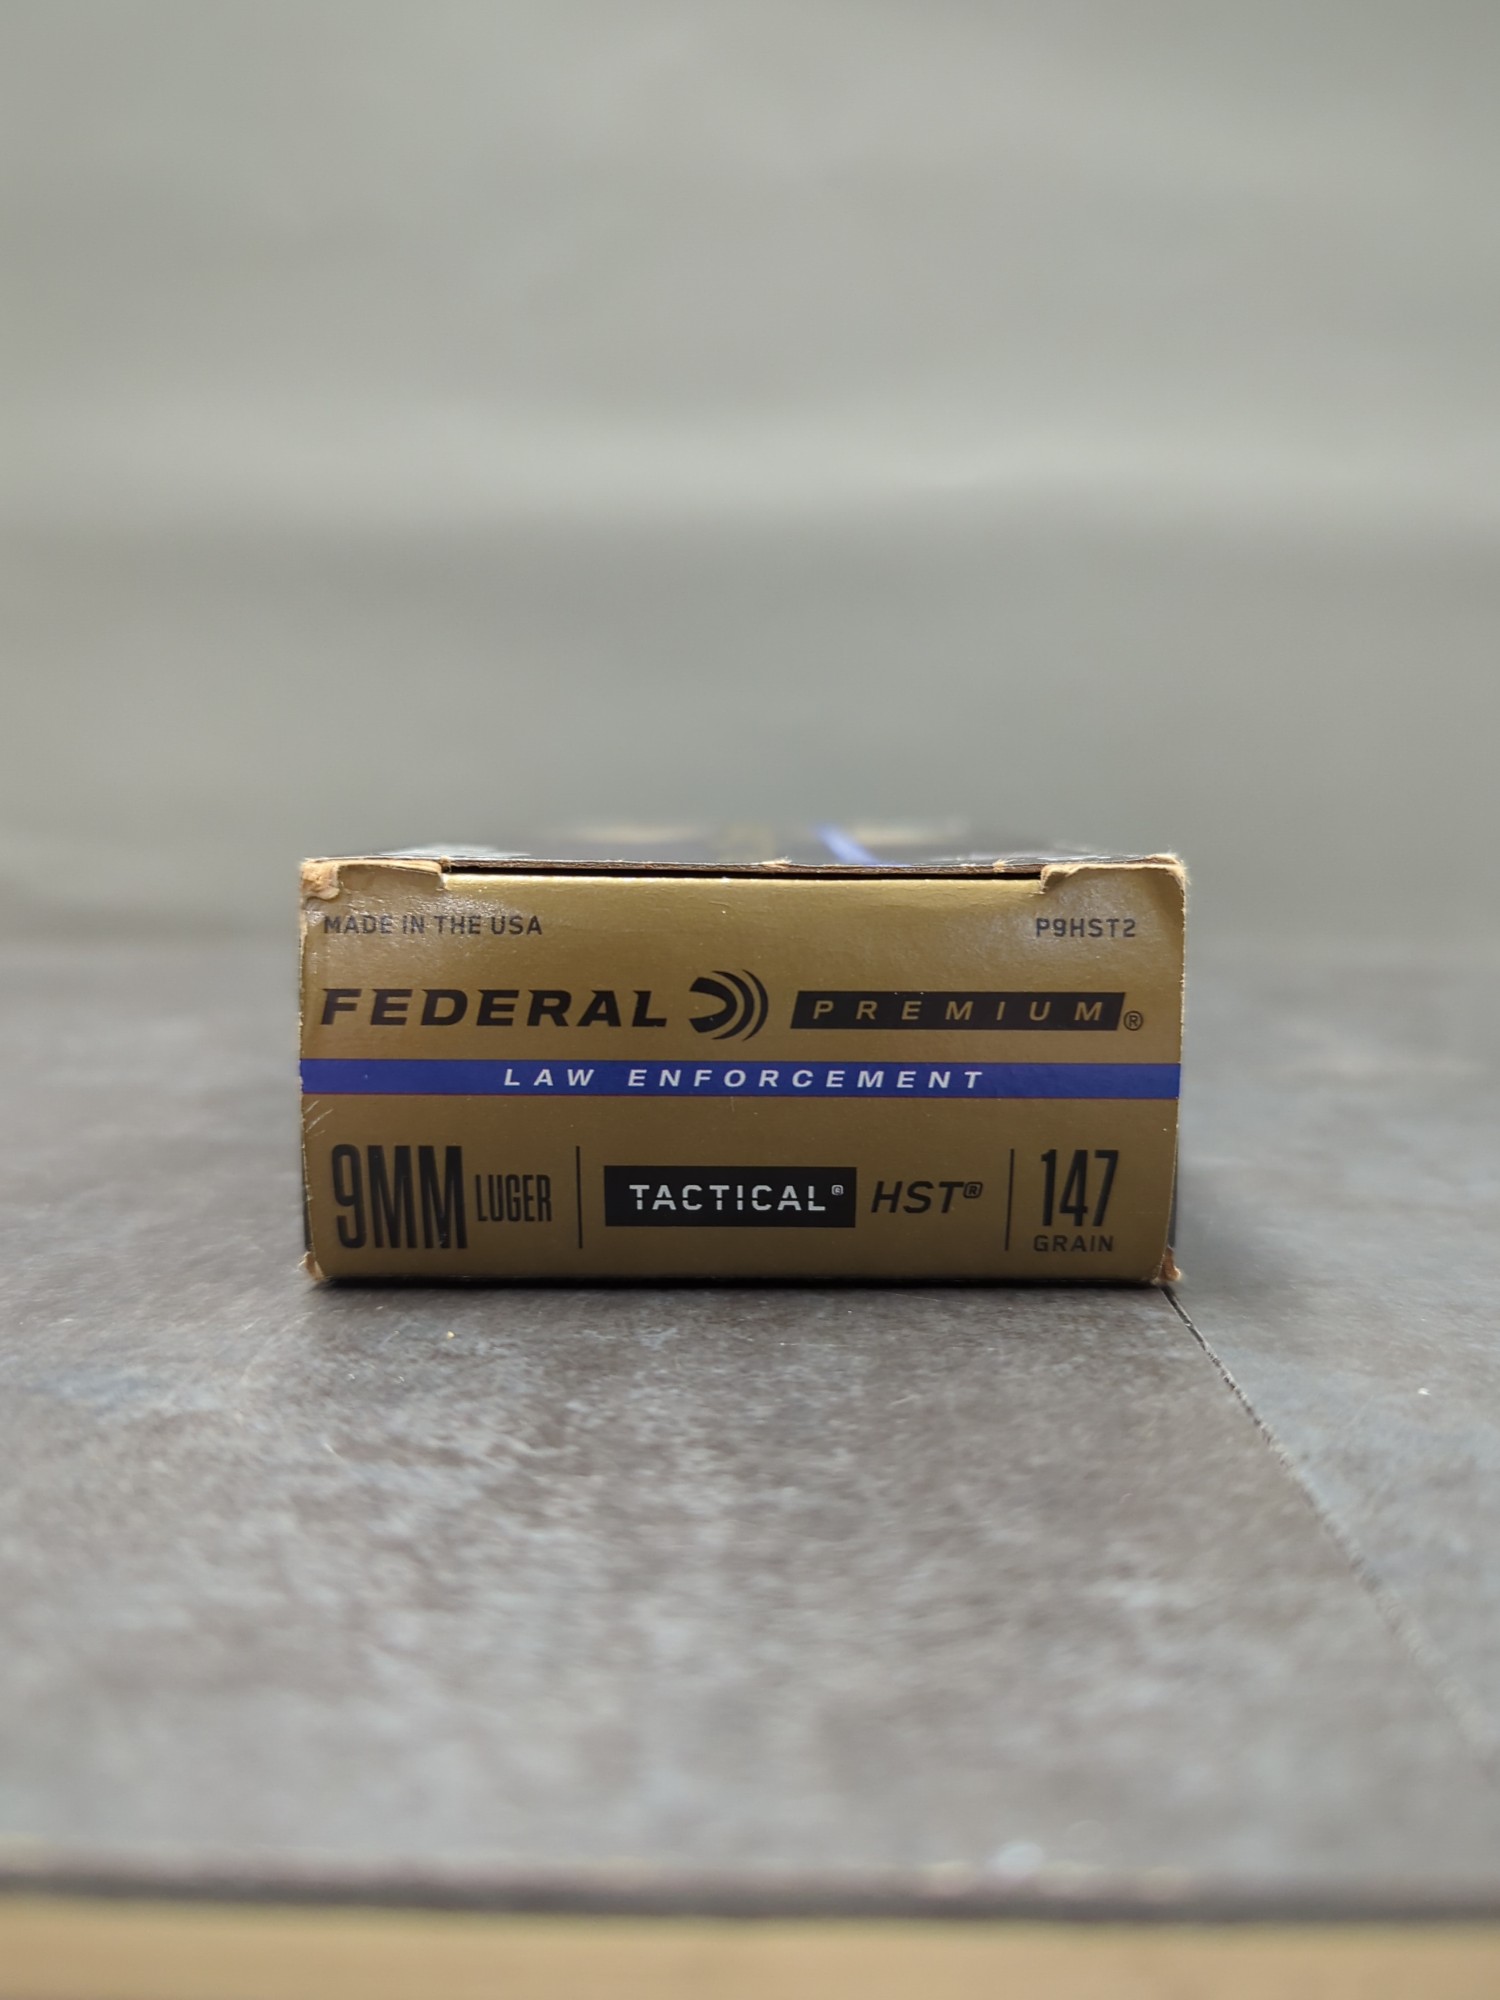 MADE IN THE USA P9HST2
FEDERAL PREMIUM®
LAW ENFORCEMENT
9MM LUGER TACTICAL® HST® 147
GRAIN